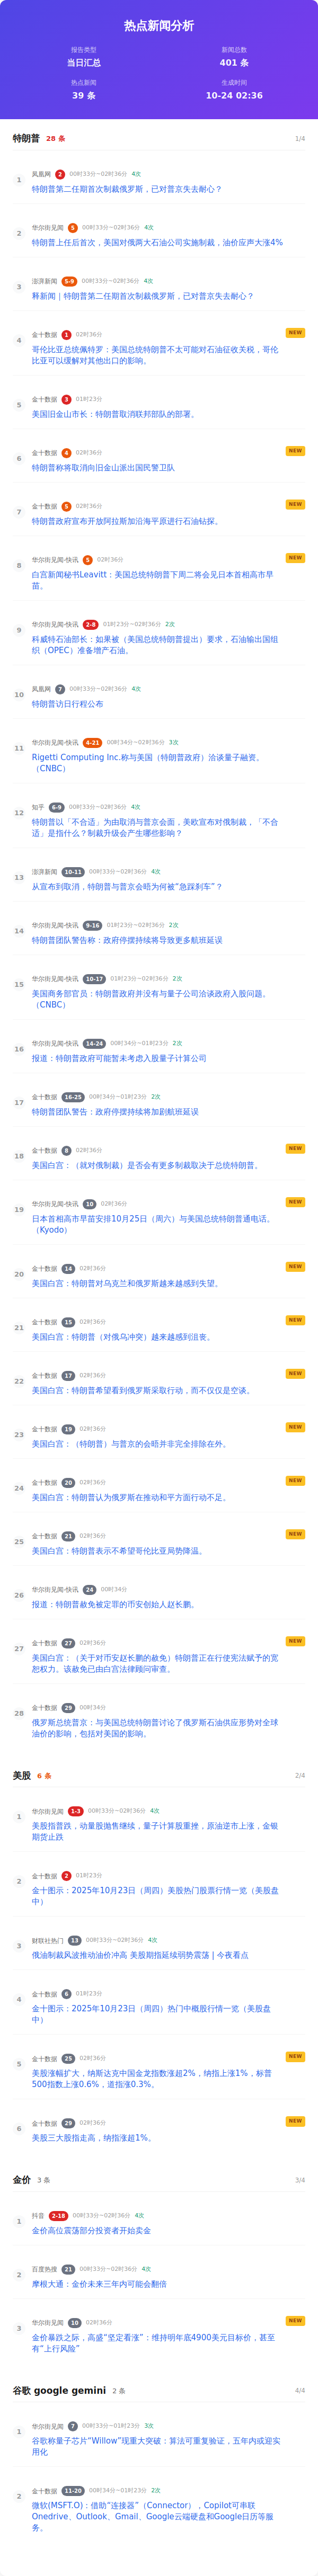 热点新闻分析
报告类型
当日汇总
新闻总数
401 条
热点新闻
39 条
生成时间
10-24 02:36
特朗普 28 条 1/4
1
凤凰网 2 00时33分~02时36分 4次
特朗普第二任期首次制裁俄罗斯，已对普京失去耐心？
2
华尔街见闻 5 00时33分~02时36分 4次
特朗普上任后首次，美国对俄两大石油公司实施制裁，油价应声大涨4%
3
澎湃新闻 5-9 00时33分~02时36分 4次
释新闻｜特朗普第二任期首次制裁俄罗斯，已对普京失去耐心？
4
金十数据 1 02时36分 NEW
哥伦比亚总统佩特罗：美国总统特朗普不太可能对石油征收关税，哥伦
比亚可以缓解对其他出口的影响。
5
金十数据 3 01时23分
美国旧金山市长：特朗普取消联邦部队的部署。
6
金十数据 4 02时36分 NEW
特朗普称将取消向旧金山派出国民警卫队
7
金十数据 5 02时36分 NEW
特朗普政府宣布开放阿拉斯加沿海平原进行石油钻探。
8
华尔街见闻-快讯 5 02时36分 NEW
白宫新闻秘书Leavitt：美国总统特朗普下周二将会见日本首相高市早
苗。
9
华尔街见闻-快讯 2-8 01时23分~02时36分 2次
科威特石油部长：如果被（美国总统特朗普提出）要求，石油输出国组
织（OPEC）准备增产石油。
10
凤凰网 7 00时33分~02时36分 4次
特朗普访日行程公布
11
华尔街见闻-快讯 4-21 00时34分~02时36分 3次
Rigetti Computing Inc.称与美国（特朗普政府）洽谈量子融资。
（CNBC）
12
知乎 6-9 00时33分~02时36分 4次
特朗普以「不合适」为由取消与普京会面，美欧宣布对俄制裁，「不合
适」是指什么？制裁升级会产生哪些影响？
13
澎湃新闻 10-11 00时33分~02时36分 4次
从宣布到取消，特朗普与普京会晤为何被“急踩刹车”？
14
华尔街见闻-快讯 9-16 01时23分~02时36分 2次
特朗普团队警告称：政府停摆持续将导致更多航班延误
15
华尔街见闻-快讯 10-17 01时23分~02时36分 2次
美国商务部官员：特朗普政府并没有与量子公司洽谈政府入股问题。
（CNBC）
16
华尔街见闻-快讯 14-24 00时34分~01时23分 2次
报道：特朗普政府可能暂未考虑入股量子计算公司
17
金十数据 16-25 00时34分~01时23分 2次
特朗普团队警告：政府停摆持续将加剧航班延误
18
金十数据 8 02时36分 NEW
美国白宫：（就对俄制裁）是否会有更多制裁取决于总统特朗普。
19
华尔街见闻-快讯 10 02时36分 NEW
日本首相高市早苗安排10月25日（周六）与美国总统特朗普通电话。
（Kyodo）
20
金十数据 14 02时36分 NEW
美国白宫：特朗普对乌克兰和俄罗斯越来越感到失望。
21
金十数据 15 02时36分 NEW
美国白宫：特朗普（对俄乌冲突）越来越感到沮丧。
22
金十数据 17 02时36分 NEW
美国白宫：特朗普希望看到俄罗斯采取行动，而不仅仅是空谈。
23
金十数据 19 02时36分 NEW
美国白宫：（特朗普）与普京的会晤并非完全排除在外。
24
金十数据 20 02时36分 NEW
美国白宫：特朗普认为俄罗斯在推动和平方面行动不足。
25
金十数据 21 02时36分 NEW
美国白宫：特朗普表示不希望哥伦比亚局势降温。
26
华尔街见闻-快讯 24 00时34分
报道：特朗普赦免被定罪的币安创始人赵长鹏。
27
金十数据 27 02时36分 NEW
美国白宫：（关于对币安赵长鹏的赦免）特朗普正在行使宪法赋予的宽
恕权力。该赦免已由白宫法律顾问审查。
28
金十数据 29 00时34分
俄罗斯总统普京：与美国总统特朗普讨论了俄罗斯石油供应形势对全球
油价的影响，包括对美国的影响。
美股 6 条 2/4
1
华尔街见闻 1-3 00时33分~02时36分 4次
美股指普跌，动量股抛售继续，量子计算股重挫，原油逆市上涨，金银
期货止跌
2
金十数据 2 01时23分
金十图示：2025年10月23日（周四）美股热门股票行情一览（美股盘
中）
3
财联社热门 13 00时33分~02时36分 4次
俄油制裁风波推动油价冲高 美股期指延续弱势震荡 | 今夜看点
4
金十数据 6 01时23分
金十图示：2025年10月23日（周四）热门中概股行情一览（美股盘
中）
5
金十数据 25 02时36分 NEW
美股涨幅扩大，纳斯达克中国金龙指数涨超2%，纳指上涨1%，标普
500指数上涨0.6%，道指涨0.3%。
6
金十数据 29 02时36分 NEW
美股三大股指走高，纳指涨超1%。
金价 3 条 3/4
1
抖音 2-18 00时33分~02时36分 4次
金价高位震荡部分投资者开始卖金
2
百度热搜 21 00时33分~02时36分 4次
摩根大通：金价未来三年内可能会翻倍
3
华尔街见闻 10 02时36分 NEW
金价暴跌之际，高盛“坚定看涨”：维持明年底4900美元目标价，甚至
有“上行风险”
谷歌 google gemini 2 条 4/4
1
华尔街见闻 7 00时33分~01时23分 3次
谷歌称量子芯片“Willow”现重大突破：算法可重复验证，五年内或迎实
用化
2
金十数据 11-20 00时34分~01时23分 2次
微软(MSFT.O)：借助“连接器”（Connector），Copilot可串联
Onedrive、Outlook、Gmail、Google云端硬盘和Google日历等服
务。